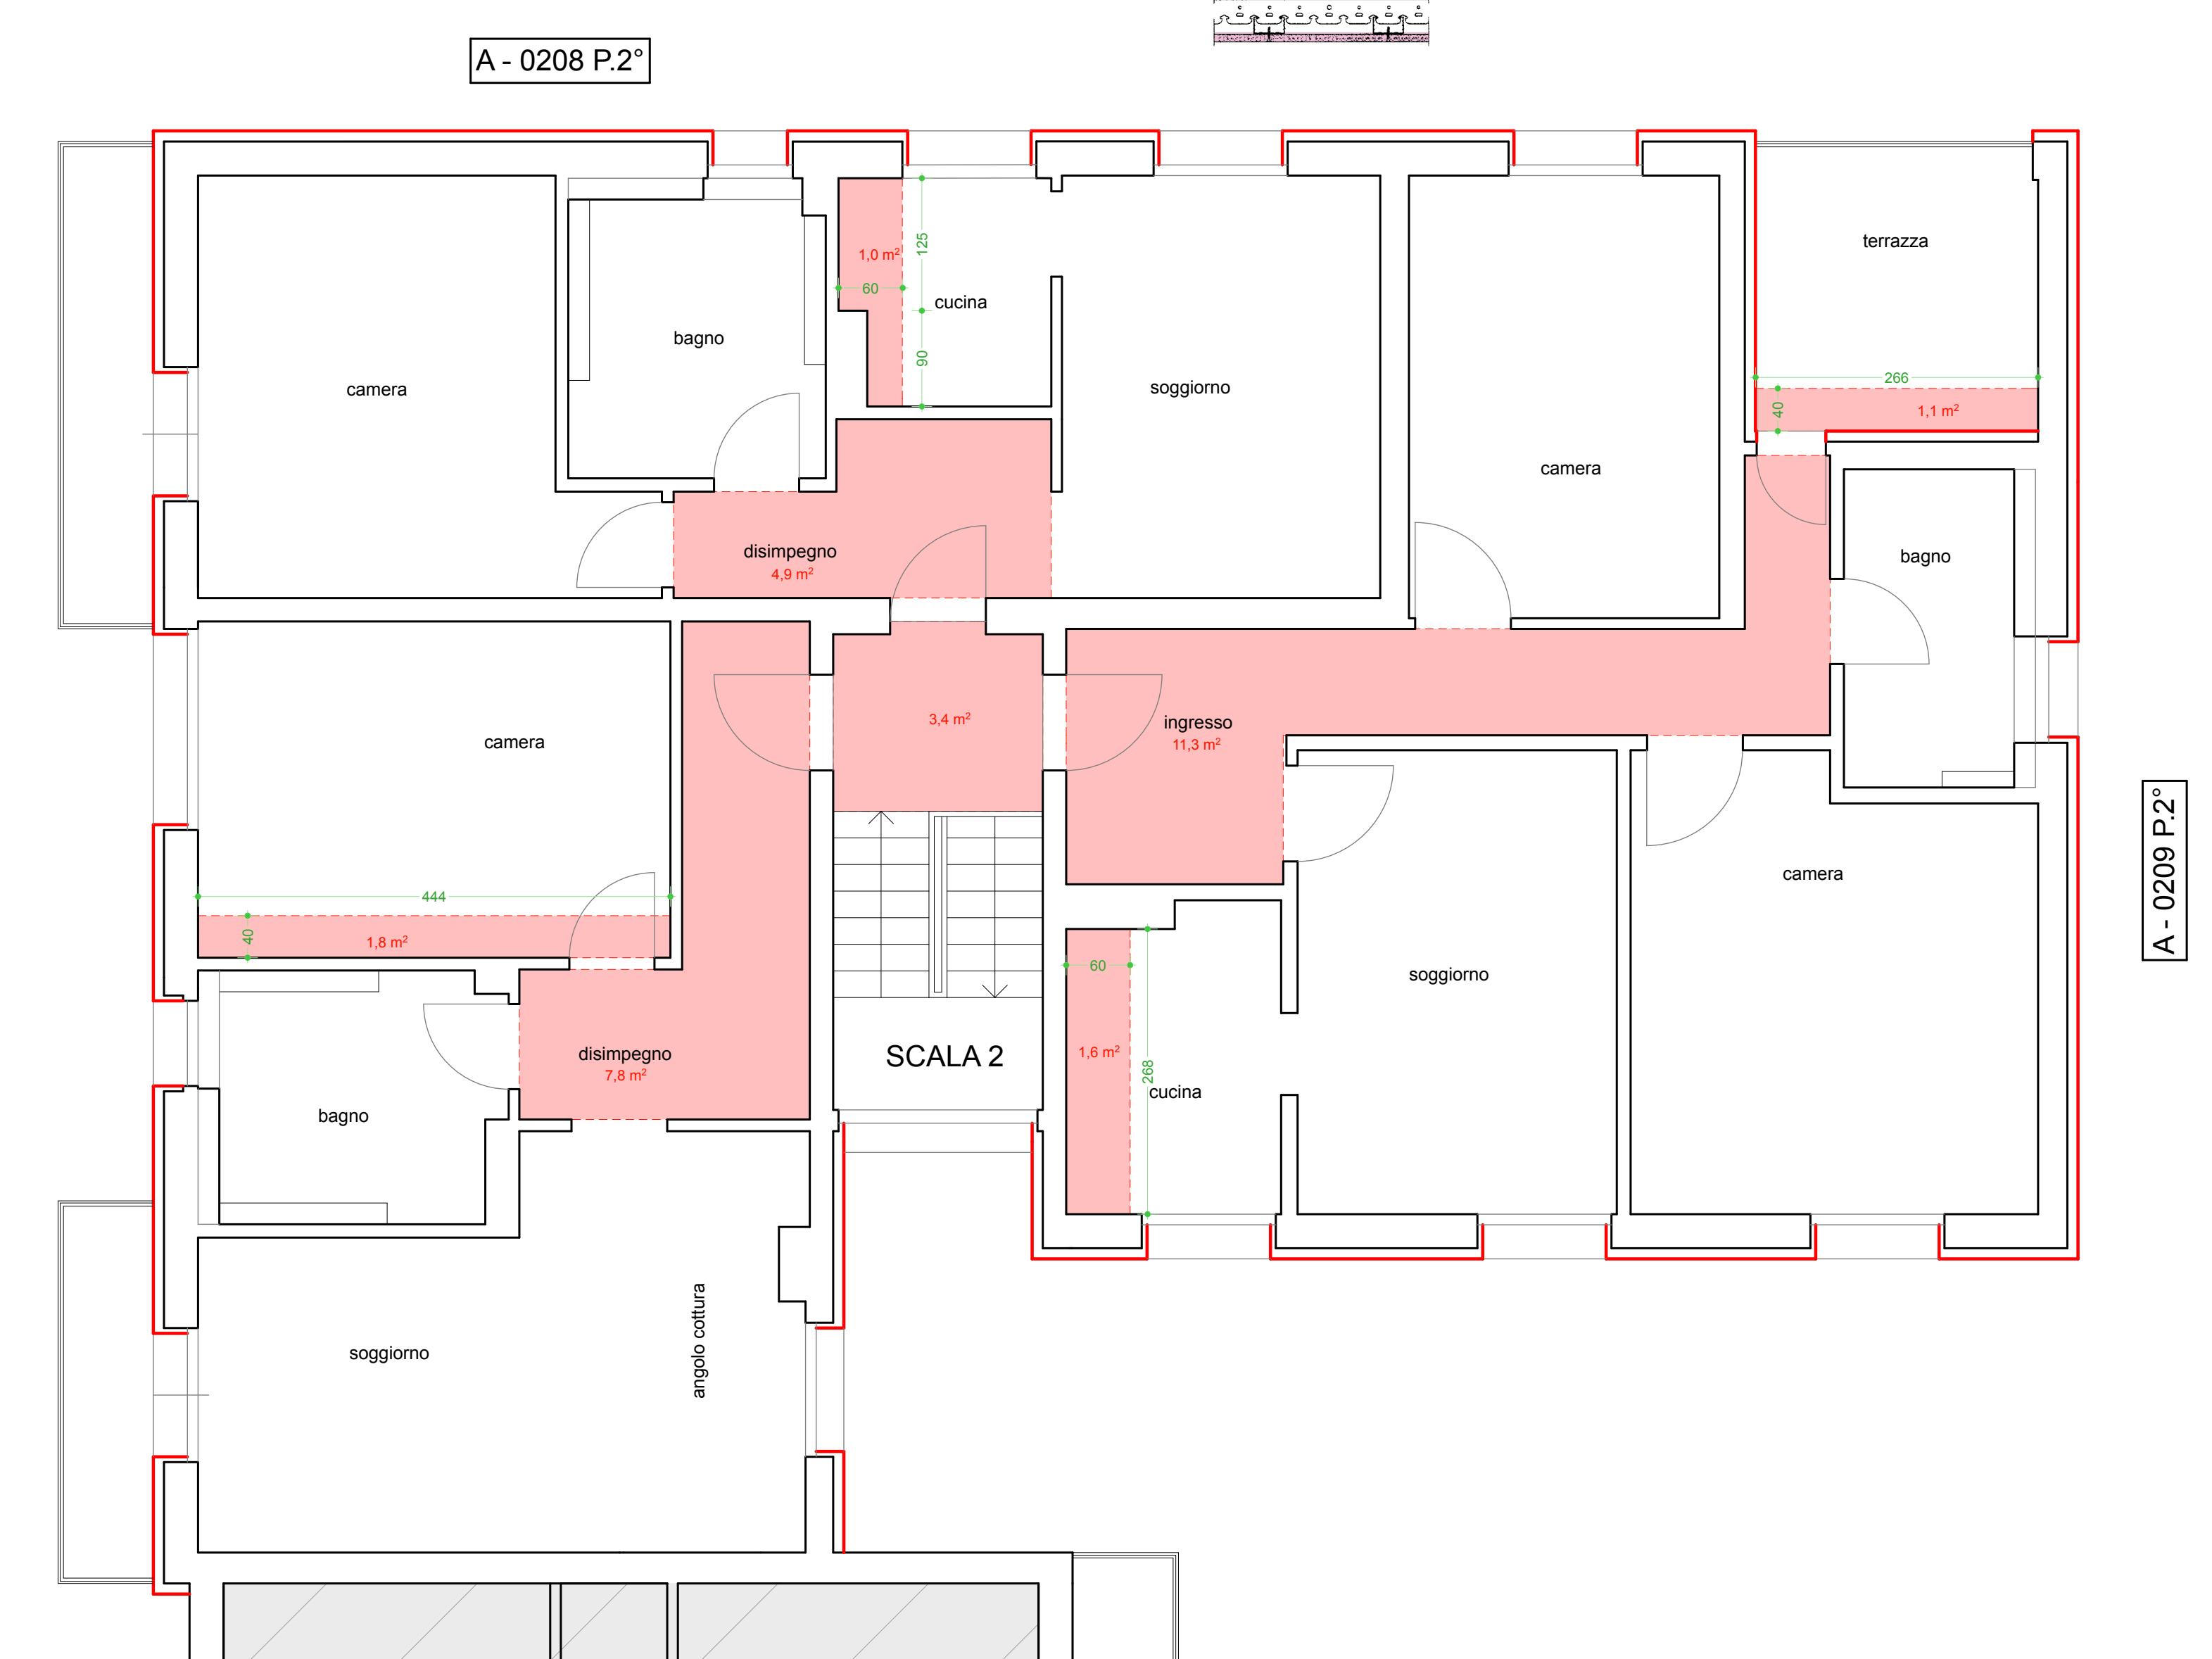 A - 0208 P.2°
terrazza
1,0 m²
125
60
cucina
bagno
90
camera
soggiorno
266
40
1,1 m²
camera
disimpegno
4,9 m²
bagno
3,4 m²
ingresso
11,3 m²
camera
A - 0209 P.2°
camera
444
40
1,8 m²
60
soggiorno
1,6 m²
268
cucina
SCALA 2
disimpegno
7,8 m²
bagno
angolo cottura
soggiorno